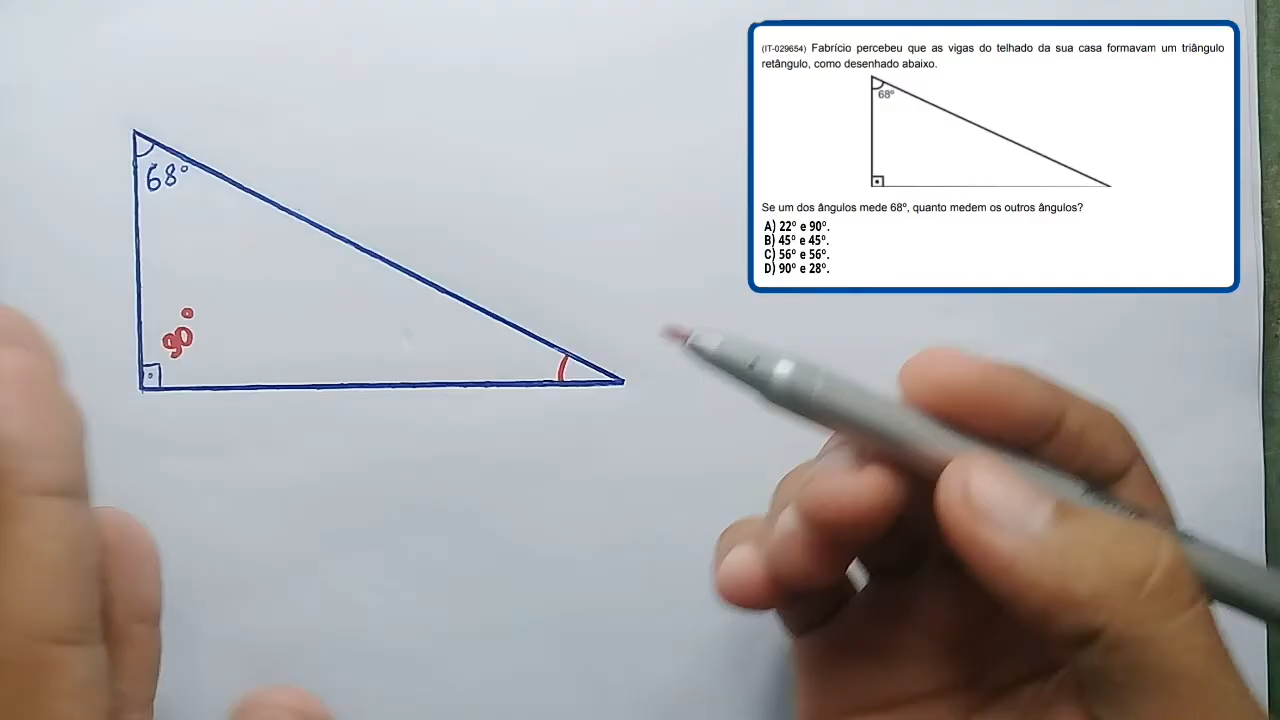 68°
90°
(IT-029654) Fabrício percebeu que as vigas do telhado da sua casa formavam um triângulo
retângulo, como desenhado abaixo.
68º
Se um dos ângulos mede 68º, quanto medem os outros ângulos?
A) 22º e 90º.
B) 45º e 45º.
C) 56º e 56º.
D) 90º e 28º.